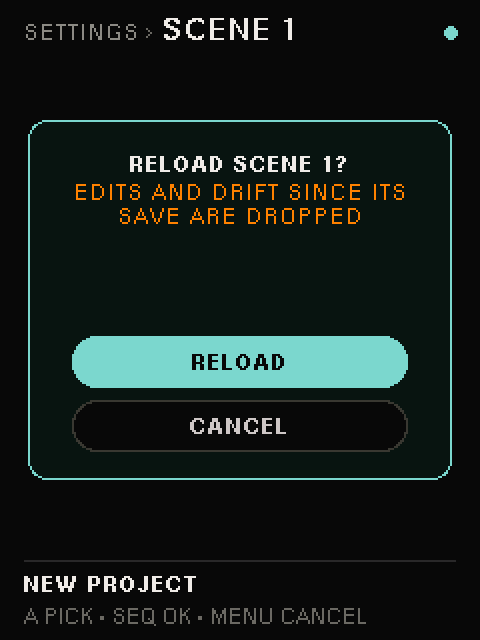 SETTINGS › SCENE 1
RELOAD SCENE 1?
EDITS AND DRIFT SINCE ITS
SAVE ARE DROPPED
RELOAD
CANCEL
NEW PROJECT
A PICK · SEQ OK · MENU CANCEL